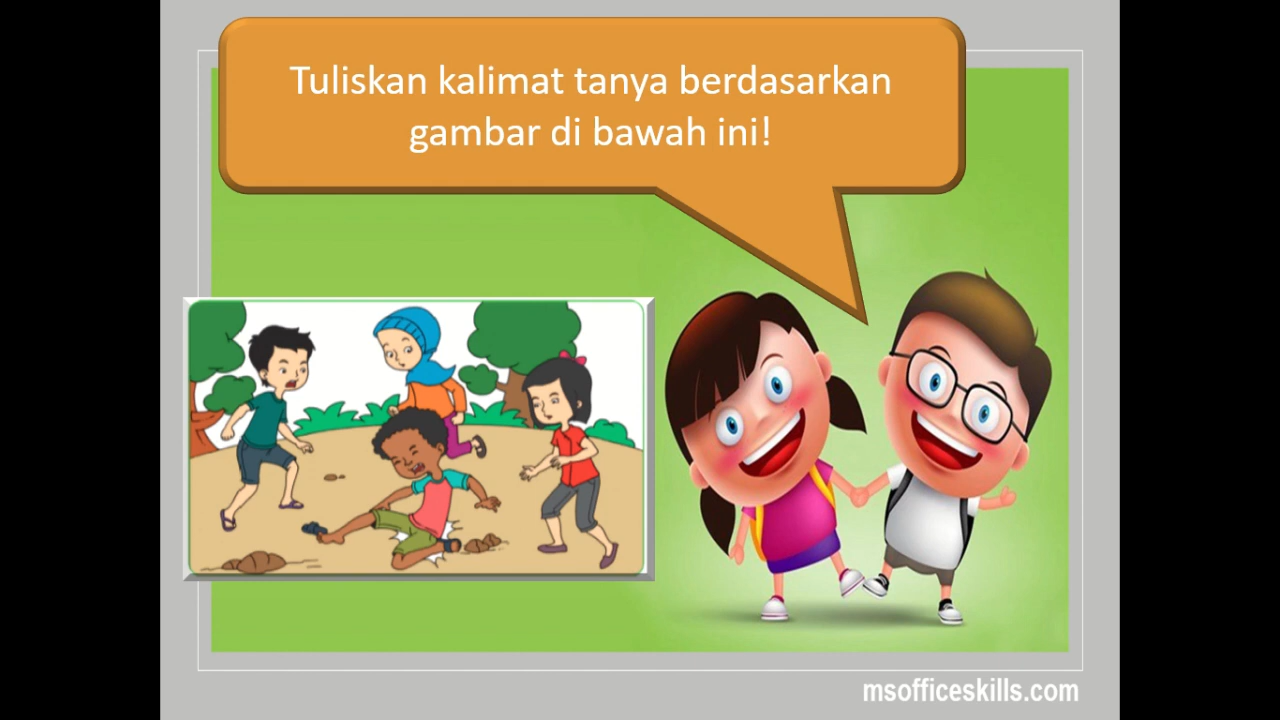 Tuliskan kalimat tanya berdasarkan
gambar di bawah ini!
msofficeskills.com